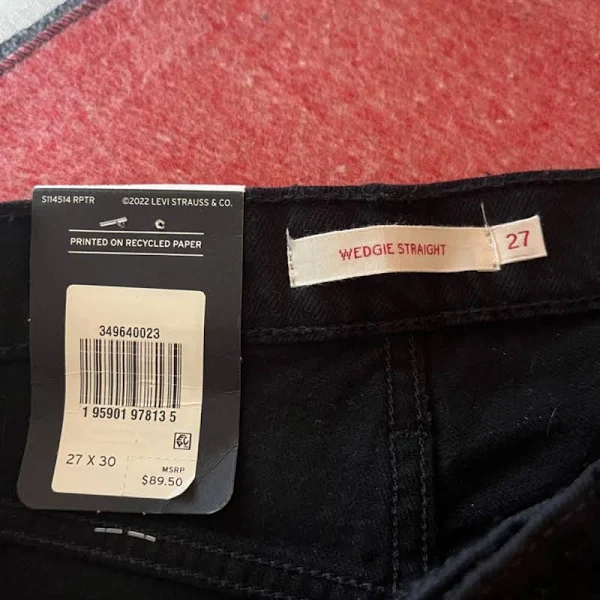 S114514 RPTR ©2022 LEVI STRAUSS & CO.
PRINTED ON RECYCLED PAPER
349640023
1 95901 97813 5
27 X 30
MSRP
$89.50
WEDGIE STRAIGHT
27